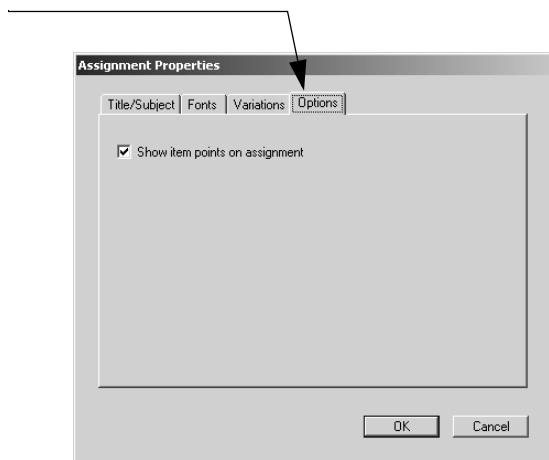 Assignment Properties
Title/Subject Fonts Variations Options
Show item points on assignment
OK Cancel